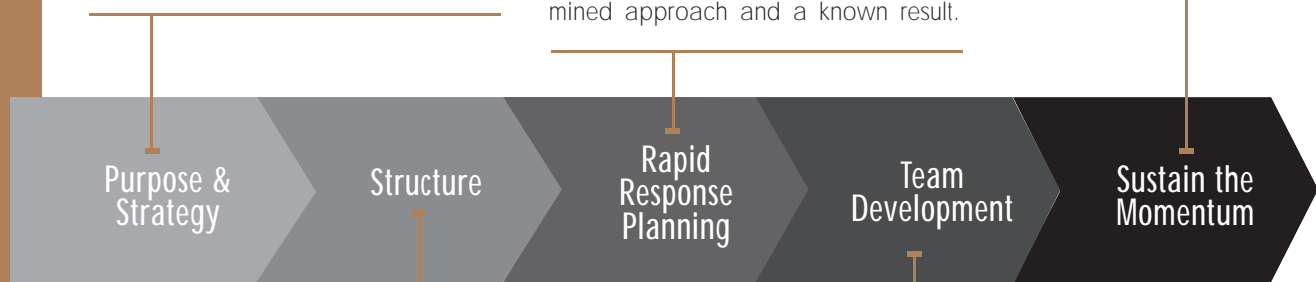 mined approach and a known result.
Purpose &
Strategy
Structure
Rapid
Response
Planning
Team
Development
Sustain the
Momentum